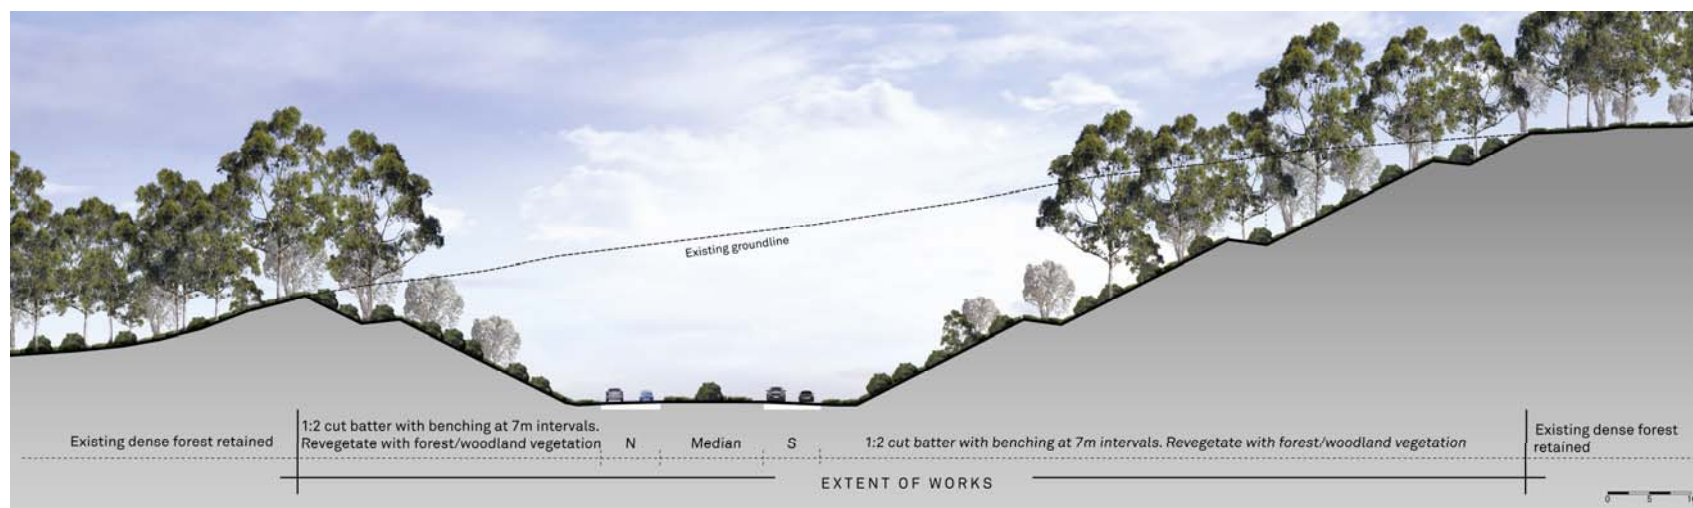 Existing groundline
Existing dense forest retained
1:2 cut batter with benching at 7m intervals.
Revegetate with forest/woodland vegetation
N
Median
S
1:2 cut batter with benching at 7m intervals. Revegetate with forest/woodland vegetation
Existing dense forest
retained
EXTENT OF WORKS
0 5